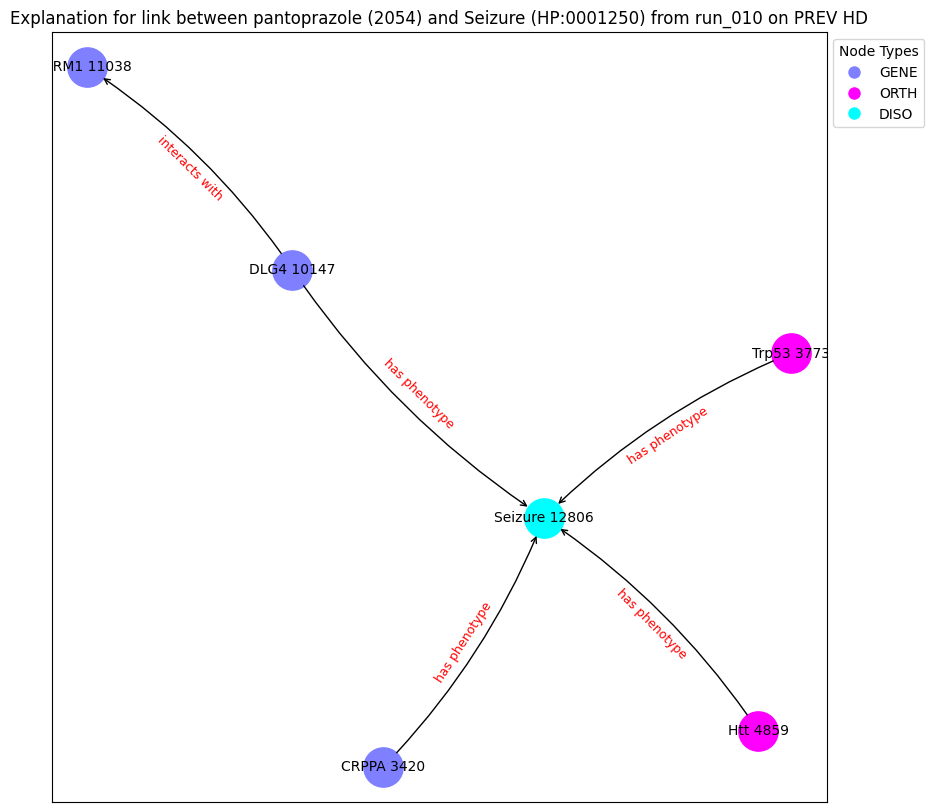 Explanation for link between pantoprazole (2054) and Seizure (HP:0001250) from run_010 on PREV HD
Node Types
GENE
ORTH
DISO
RM1 11038
interacts with
DLG4 10147
Trp53 3773
has phenotype
has phenotype
Seizure 12806
has phenotype
has phenotype
Htt 4859
CRPPA 3420